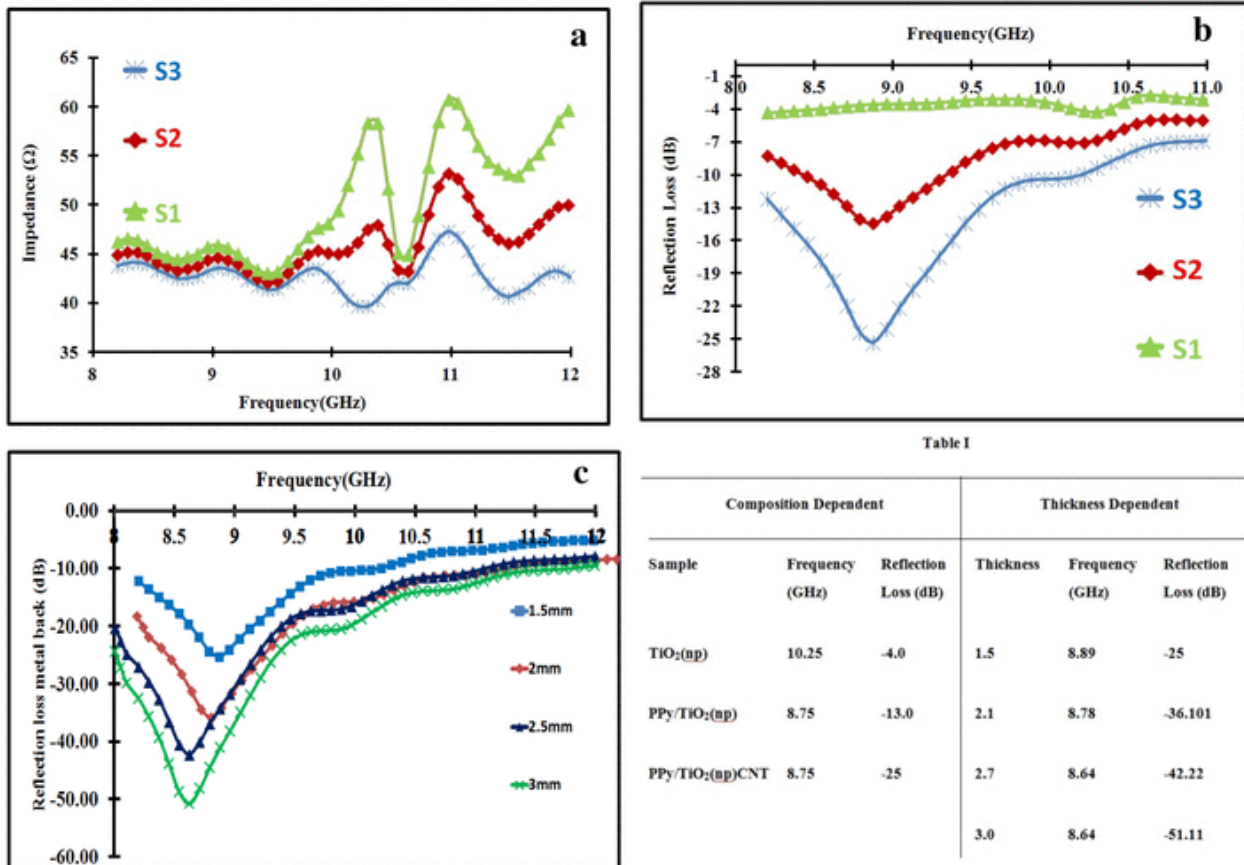 a
65
60
55
50
45
40
35
Impedance (Ω)
S3
S2
S1
8 9 10 11 12
Frequency(GHz)
b
Frequency(GHz)
8.0 8.5 9.0 9.5 10.0 10.5 11.0
-1
-4
-7
-10
-13
-16
-19
-22
-25
-28
Reflection Loss (dB)
S3
S2
S1
c
Frequency(GHz)
0.00
8 8.5 9 9.5 10 10.5 11 11.5 12
-10.00
-20.00
-30.00
-40.00
-50.00
-60.00
Reflection loss metal back (dB)
1.5mm
2mm
2.5mm
3mm
Table I
Composition Dependent Thickness Dependent
Sample Frequency Reflection Thickness Frequency Reflection
(GHz) Loss (dB) (GHz) Loss (dB)
TiO2(np) 10.25 -4.0 1.5 8.89 -25
PPy/TiO2(np) 8.75 -13.0 2.1 8.78 -36.101
PPy/TiO2(np)CNT 8.75 -25 2.7 8.64 -42.22
3.0 8.64 -51.11